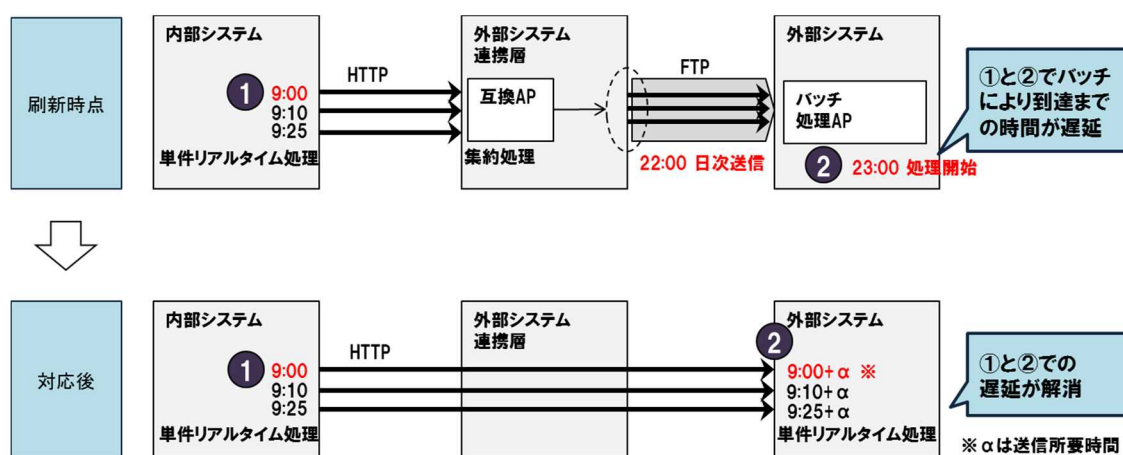 刷新時点
内部システム
1
9:00
9:10
9:25
単件リアルタイム処理
HTTP
外部システム
連携層
互換AP
集約処理
FTP
22:00 日次送信
外部システム
バッチ
処理AP
2
23:00 処理開始
①と②でバッチ
により到達まで
の時間が遅延
対応後
内部システム
1
9:00
9:10
9:25
単件リアルタイム処理
HTTP
外部システム
連携層
外部システム
2
9:00+α ※
9:10+α
9:25+α
単件リアルタイム処理
①と②での
遅延が解消
※αは送信所要時間